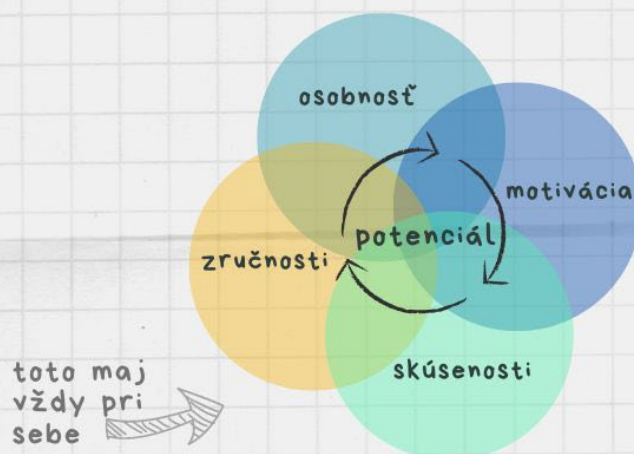 osobnosť
motivácia
potenciál
zručnosti
skúsenosti
toto maj
vždy pri
sebe